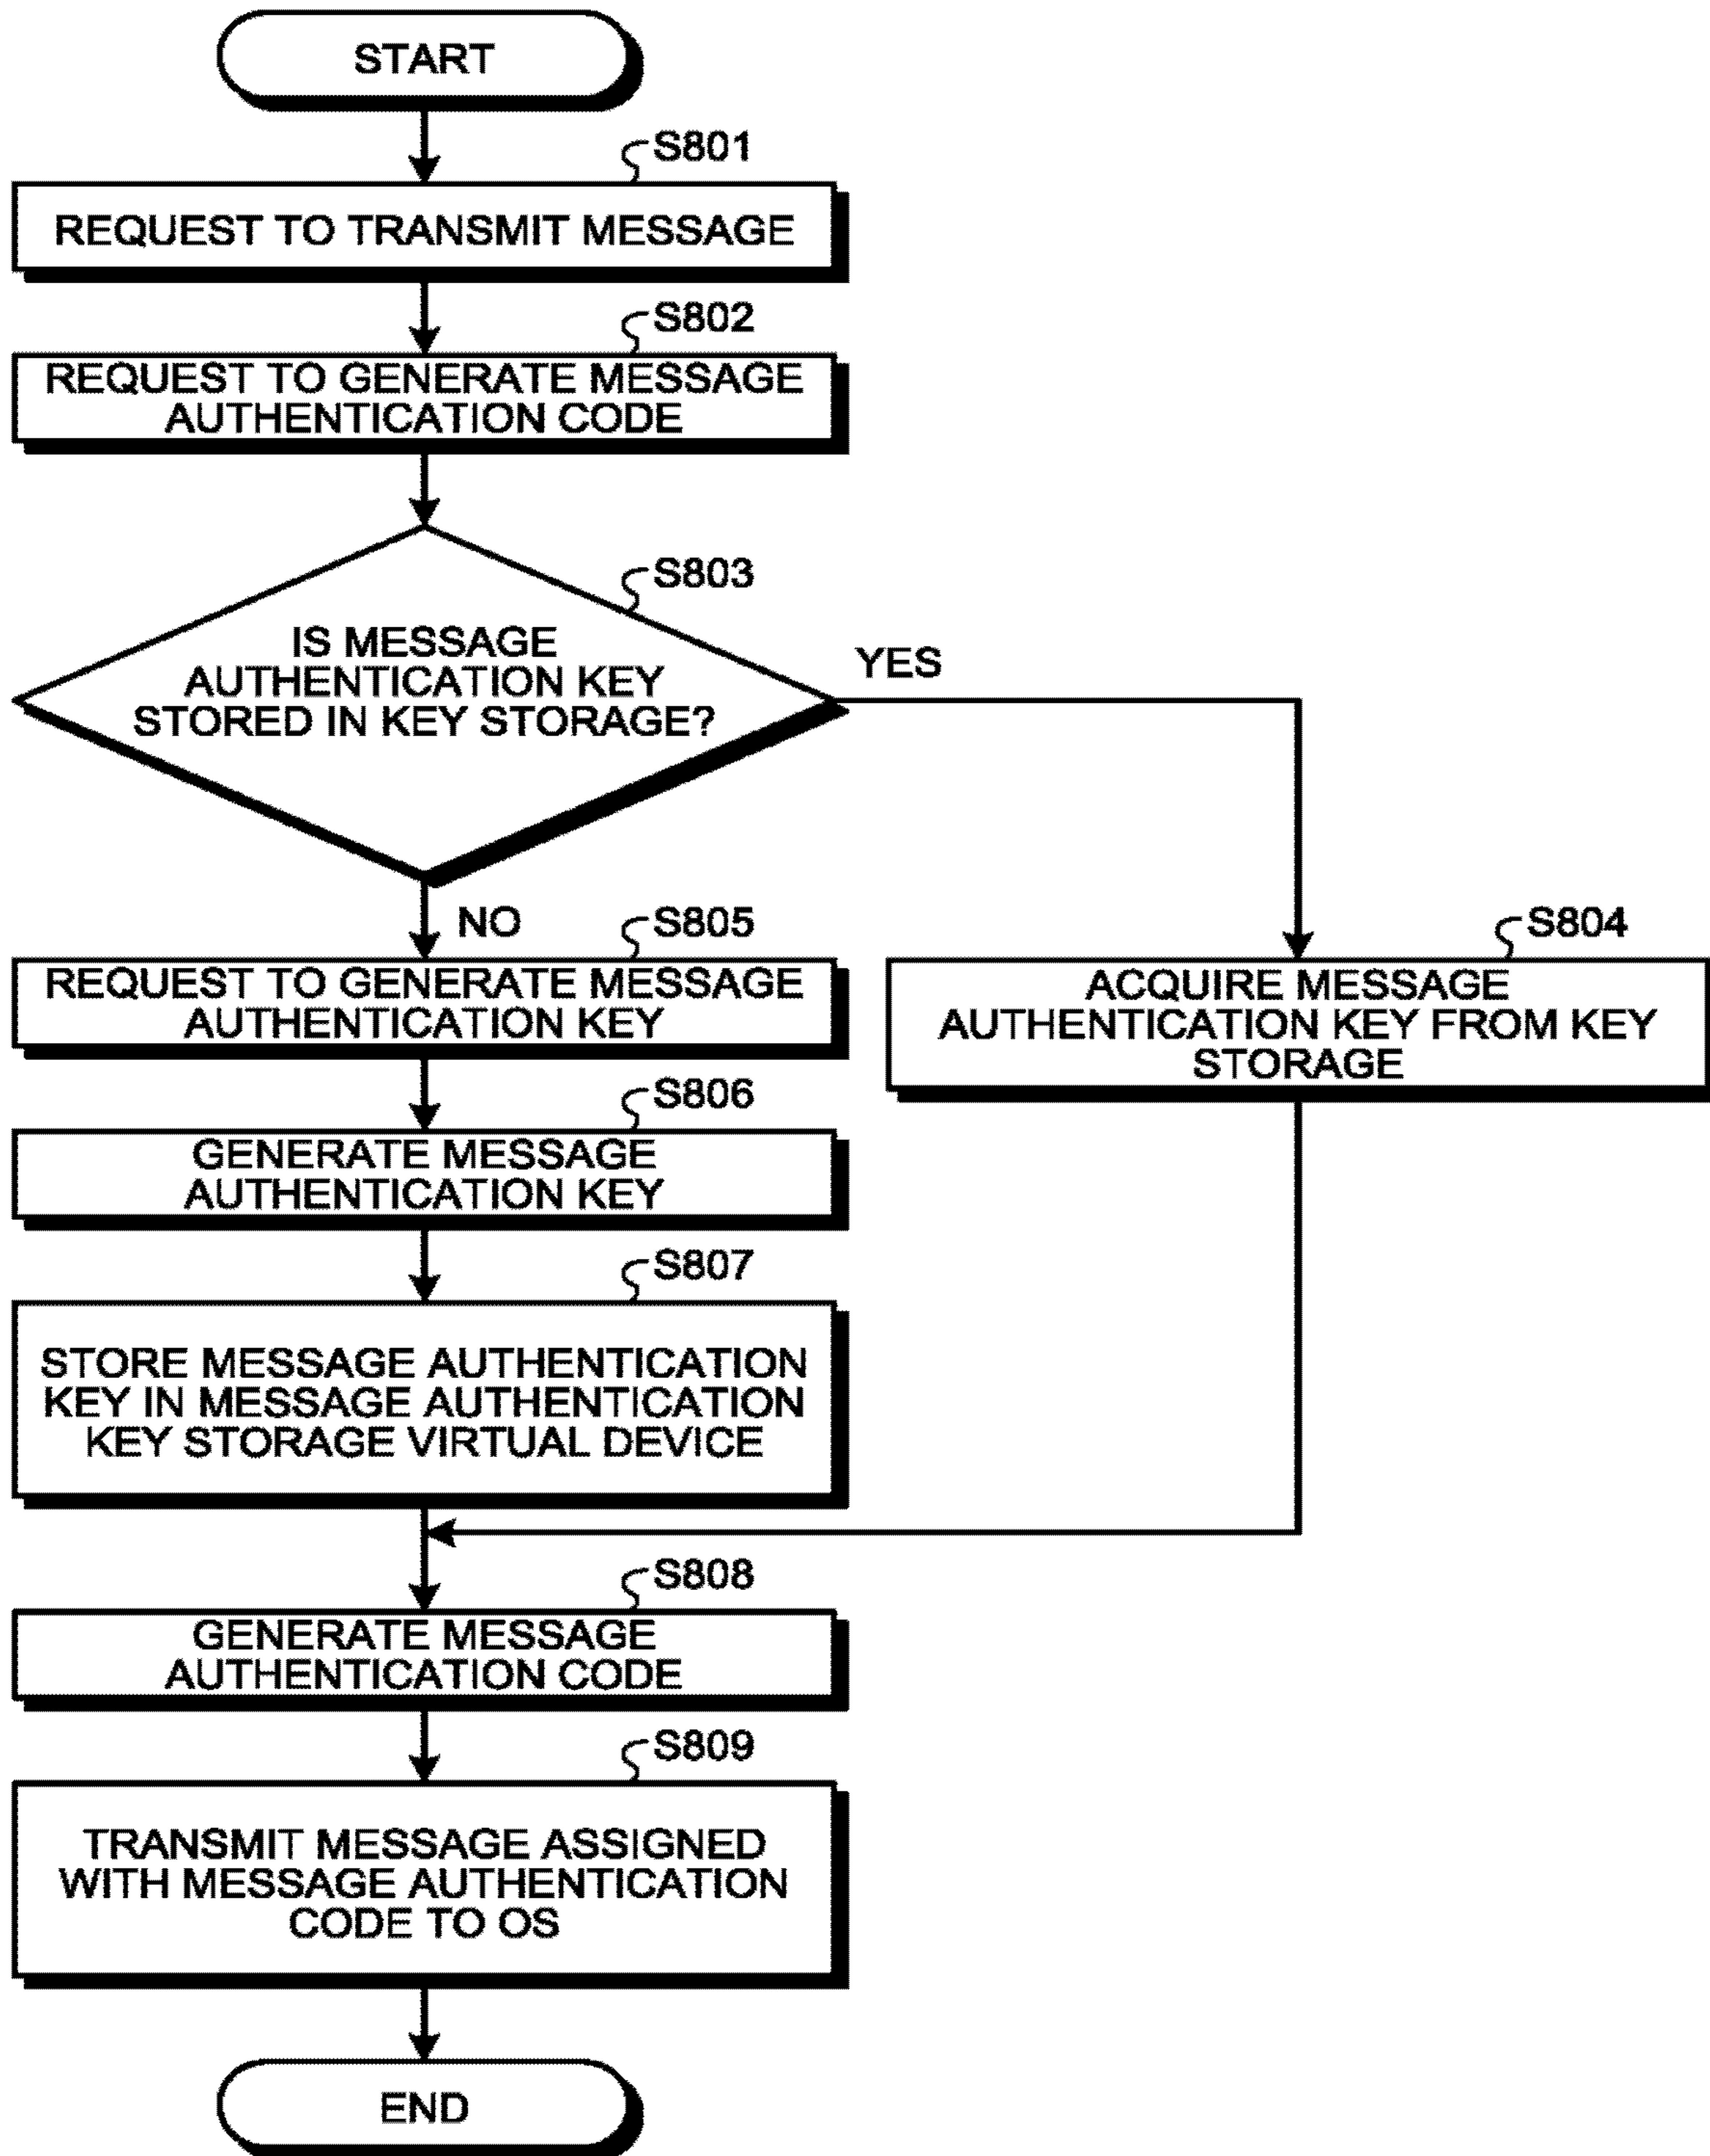 START
S801
REQUEST TO TRANSMIT MESSAGE
S802
REQUEST TO GENERATE MESSAGE
AUTHENTICATION CODE
S803
IS MESSAGE
AUTHENTICATION KEY
STORED IN KEY STORAGE?
YES
NO
S805
REQUEST TO GENERATE MESSAGE
AUTHENTICATION KEY
S804
ACQUIRE MESSAGE
AUTHENTICATION KEY FROM KEY
STORAGE
S806
GENERATE MESSAGE
AUTHENTICATION KEY
S807
STORE MESSAGE AUTHENTICATION
KEY IN MESSAGE AUTHENTICATION
KEY STORAGE VIRTUAL DEVICE
S808
GENERATE MESSAGE
AUTHENTICATION CODE
S809
TRANSMIT MESSAGE ASSIGNED
WITH MESSAGE AUTHENTICATION
CODE TO OS
END